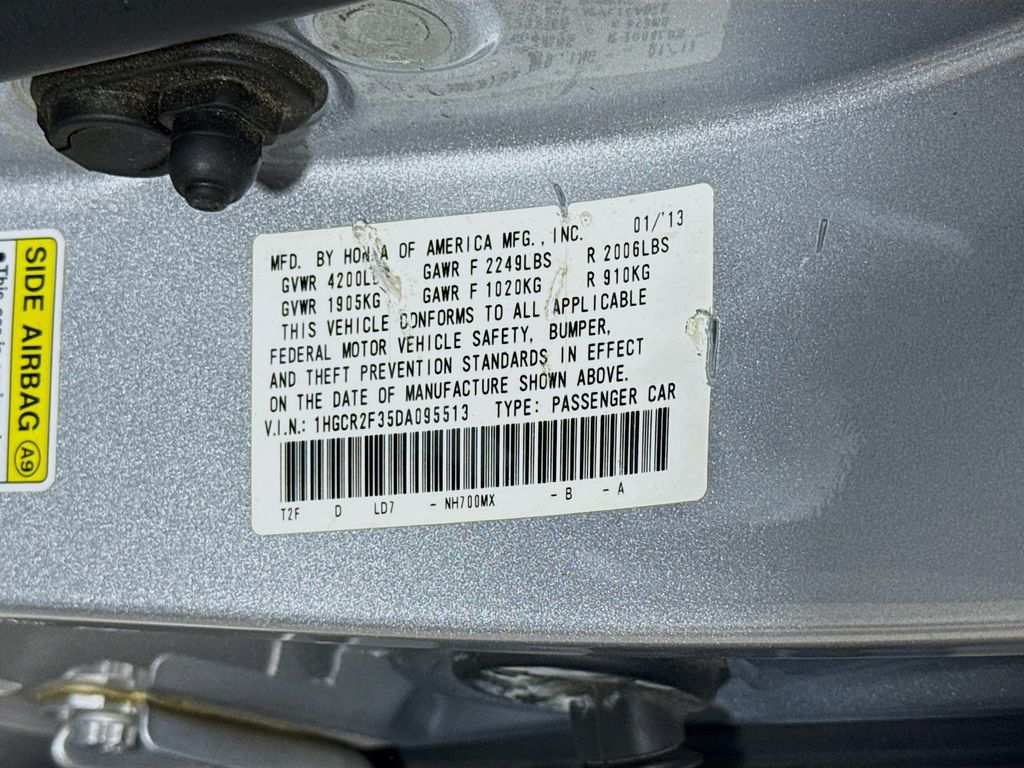 MFD. BY HONDA OF AMERICA MFG., INC. 01/'13
GVWR 4200LBS GAWR F 2249LBS R 2006LBS
GVWR 1905KG GAWR F 1020KG R 910KG
THIS VEHICLE CONFORMS TO ALL APPLICABLE
FEDERAL MOTOR VEHICLE SAFETY, BUMPER,
AND THEFT PREVENTION STANDARDS IN EFFECT
ON THE DATE OF MANUFACTURE SHOWN ABOVE.
V.I.N.: 1HGCR2F35DA095513 TYPE: PASSENGER CAR
T2F D LD7 - NH700MX - B - A
SIDE AIRBAG A9